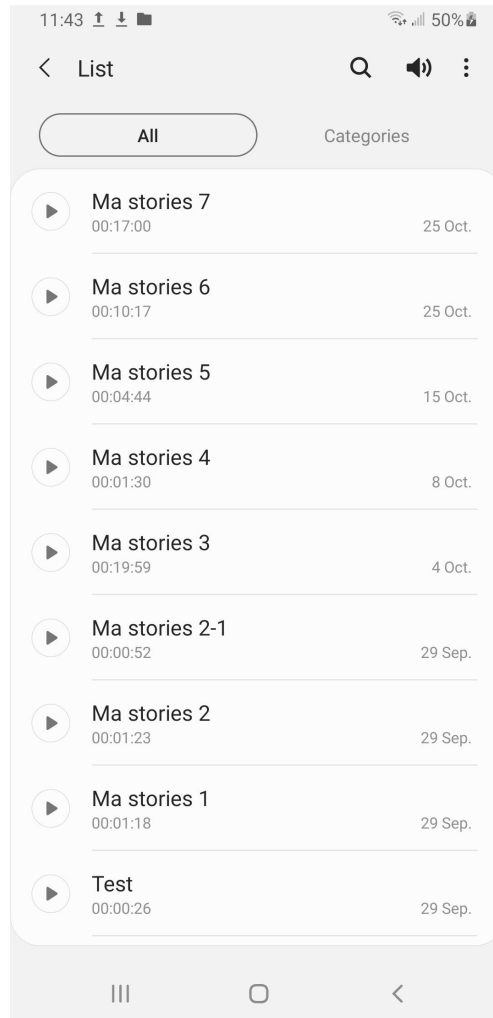 11:43 50%
List
All Categories
Ma stories 7
00:17:00 25 Oct.
Ma stories 6
00:10:17 25 Oct.
Ma stories 5
00:04:44 15 Oct.
Ma stories 4
00:01:30 8 Oct.
Ma stories 3
00:19:59 4 Oct.
Ma stories 2-1
00:00:52 29 Sep.
Ma stories 2
00:01:23 29 Sep.
Ma stories 1
00:01:18 29 Sep.
Test
00:00:26 29 Sep.